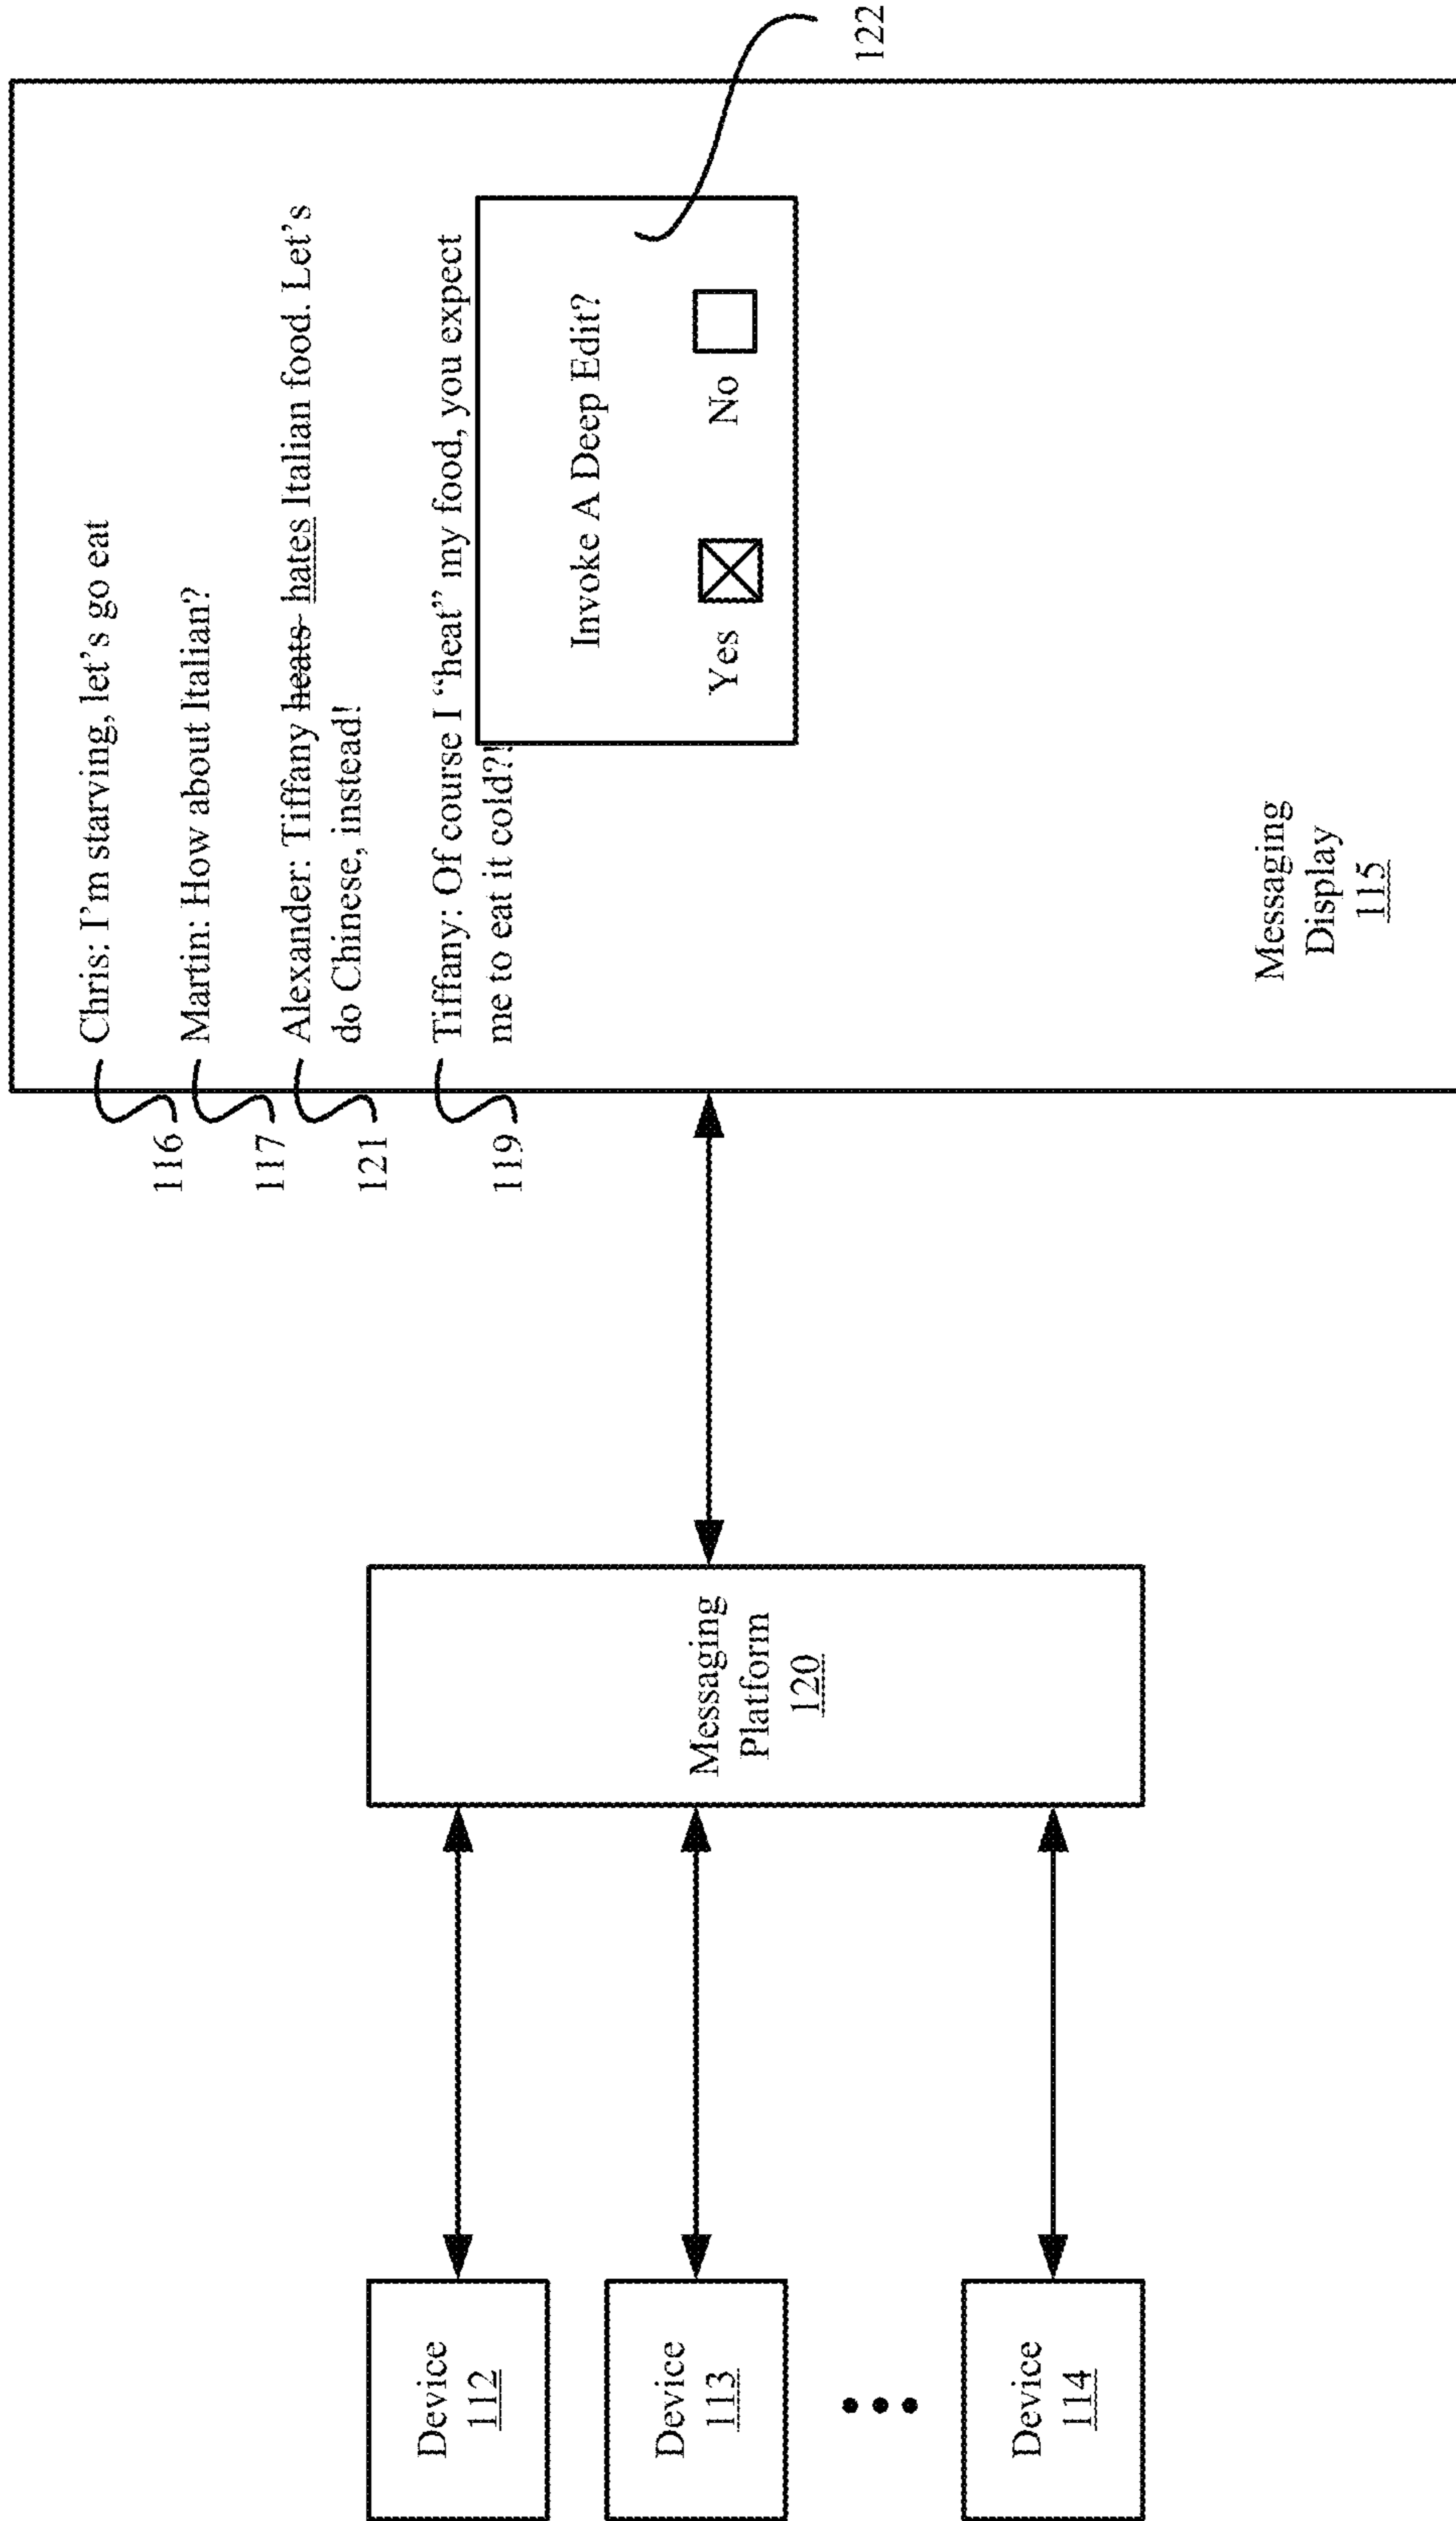 Device
112
Device
113
Device
114
Messaging
Platform
120
116
Chris: I'm starving, let's go eat
117
Martin: How about Italian?
121
Alexander: Tiffany heats hates Italian food. Let's
do Chinese, instead!
119
Tiffany: Of course I “heat” my food, you expect
me to eat it cold?!
Invoke A Deep Edit?
Yes
No
122
Messaging
Display
115